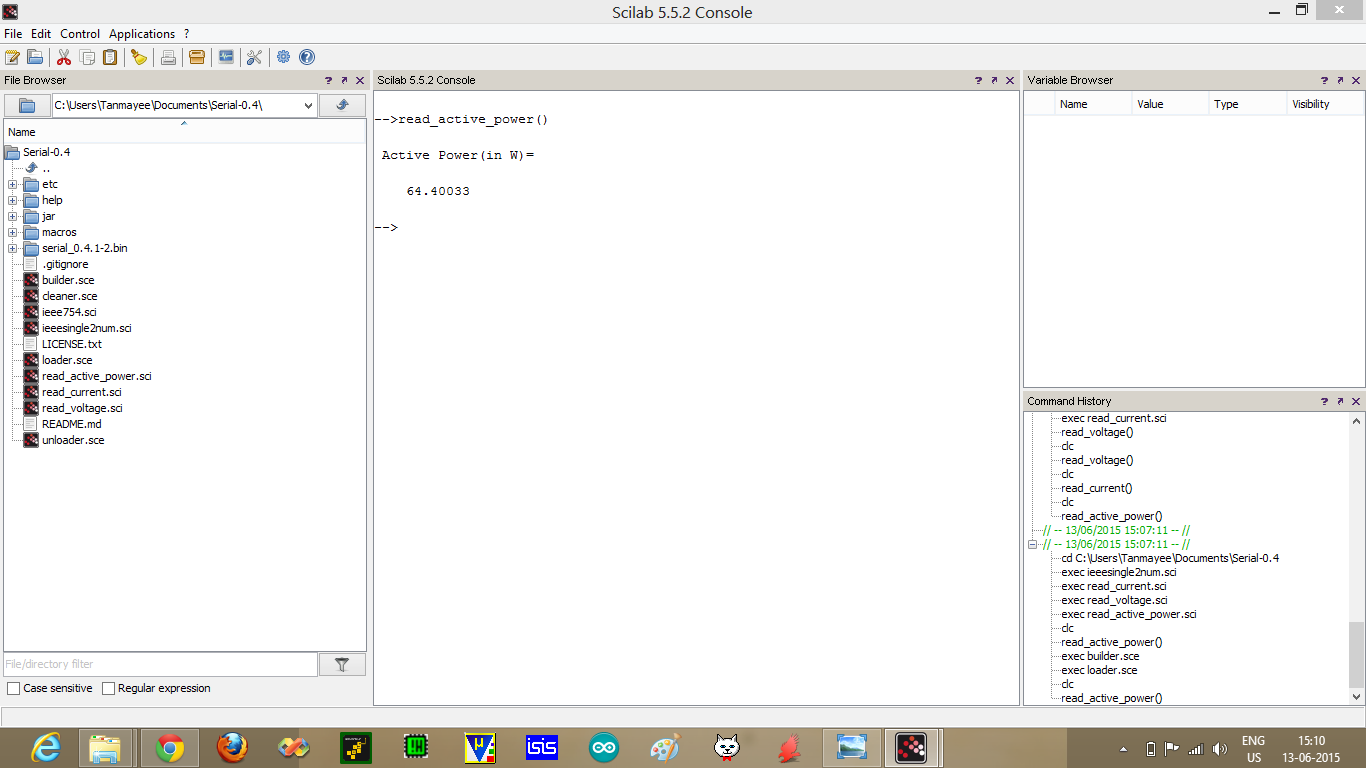 Scilab 5.5.2 Console
File Edit Control Applications ?
File Browser ?
C:\Users\Tanmayee\Documents\Serial-0.4\
Name
Serial-0.4
..
etc
help
jar
macros
serial_0.4.1-2.bin
.gitignore
builder.sce
cleaner.sce
ieee754.sci
ieeesingle2num.sci
LICENSE.txt
loader.sce
read_active_power.sci
read_current.sci
read_voltage.sci
README.md
unloader.sce
File/directory filter
Case sensitive Regular expression
Scilab 5.5.2 Console ?
-->read_active_power()
Active Power(in W)=
64.40033
-->
Variable Browser ?
Name Value Type Visibility
Command History ?
exec read_current.sci
read_voltage()
clc
read_voltage()
clc
read_current()
clc
read_active_power()
// -- 13/06/2015 15:07:11 -- //
// -- 13/06/2015 15:07:11 -- //
cd C:\Users\Tanmayee\Documents\Serial-0.4
exec ieeesingle2num.sci
exec read_current.sci
exec read_voltage.sci
exec read_active_power.sci
clc
read_active_power()
exec builder.sce
exec loader.sce
clc
read_active_power()
isis
ENG
US
15:10
13-06-2015